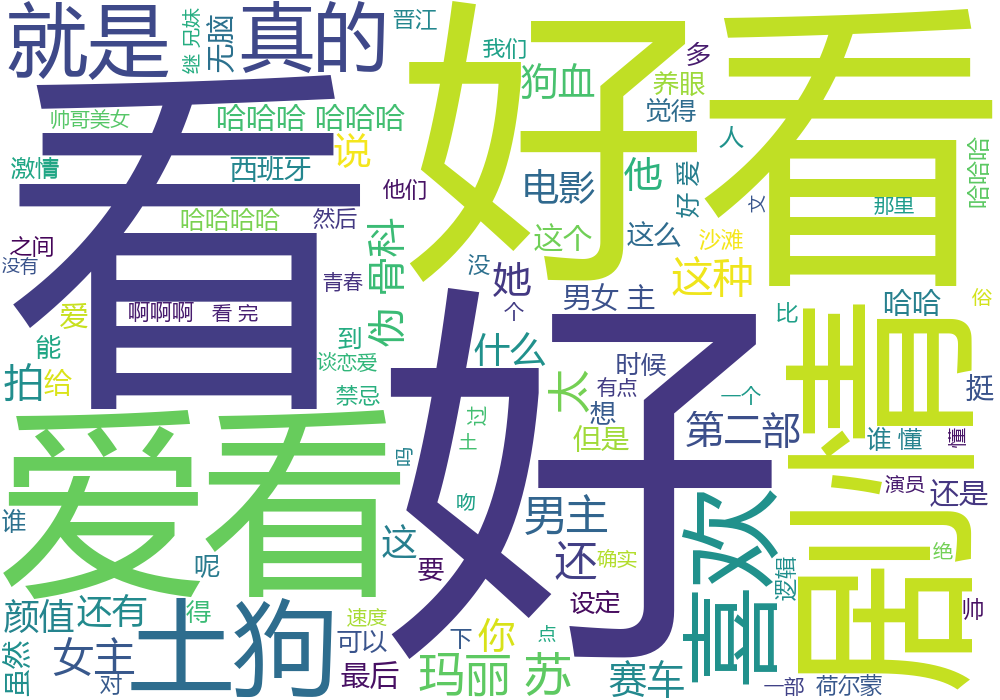 就是
继 兄妹
无脑
真的
晋江
我们
好看
多
帅哥美女
看
哈哈哈 哈哈哈
狗血
养眼
觉得
人
激情
西班牙
说
他们
电影
他
好 爱
文
那里
哈哈哈
之间
没有
哈哈哈哈
然后
骨科
这个
这么
沙滩
青春
没
她
这种
爱
啊啊啊
看 完
伪
个
男女 主
比
哈哈
俗
能
到
谈恋爱
什么
时候
剧情
拍
给
禁忌
好
太
有点
想
一个
挺
爱看
过
土
吗
但是
第二部
谁 懂
懂
谁
吻
演员
还是
呢
这
要
男主
还
确实
设定
喜欢
逻辑
绝
帅
颜值
还有
得
土狗
速度
可以
下
你
点
虽然
女主
对
最后
玛丽 苏
赛车
一部
荷尔蒙